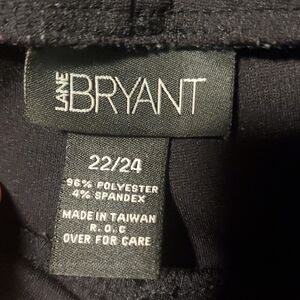 LANE BRYANT
22/24
96% POLYESTER
4% SPANDEX
MADE IN TAIWAN
R.O.C
OVER FOR CARE